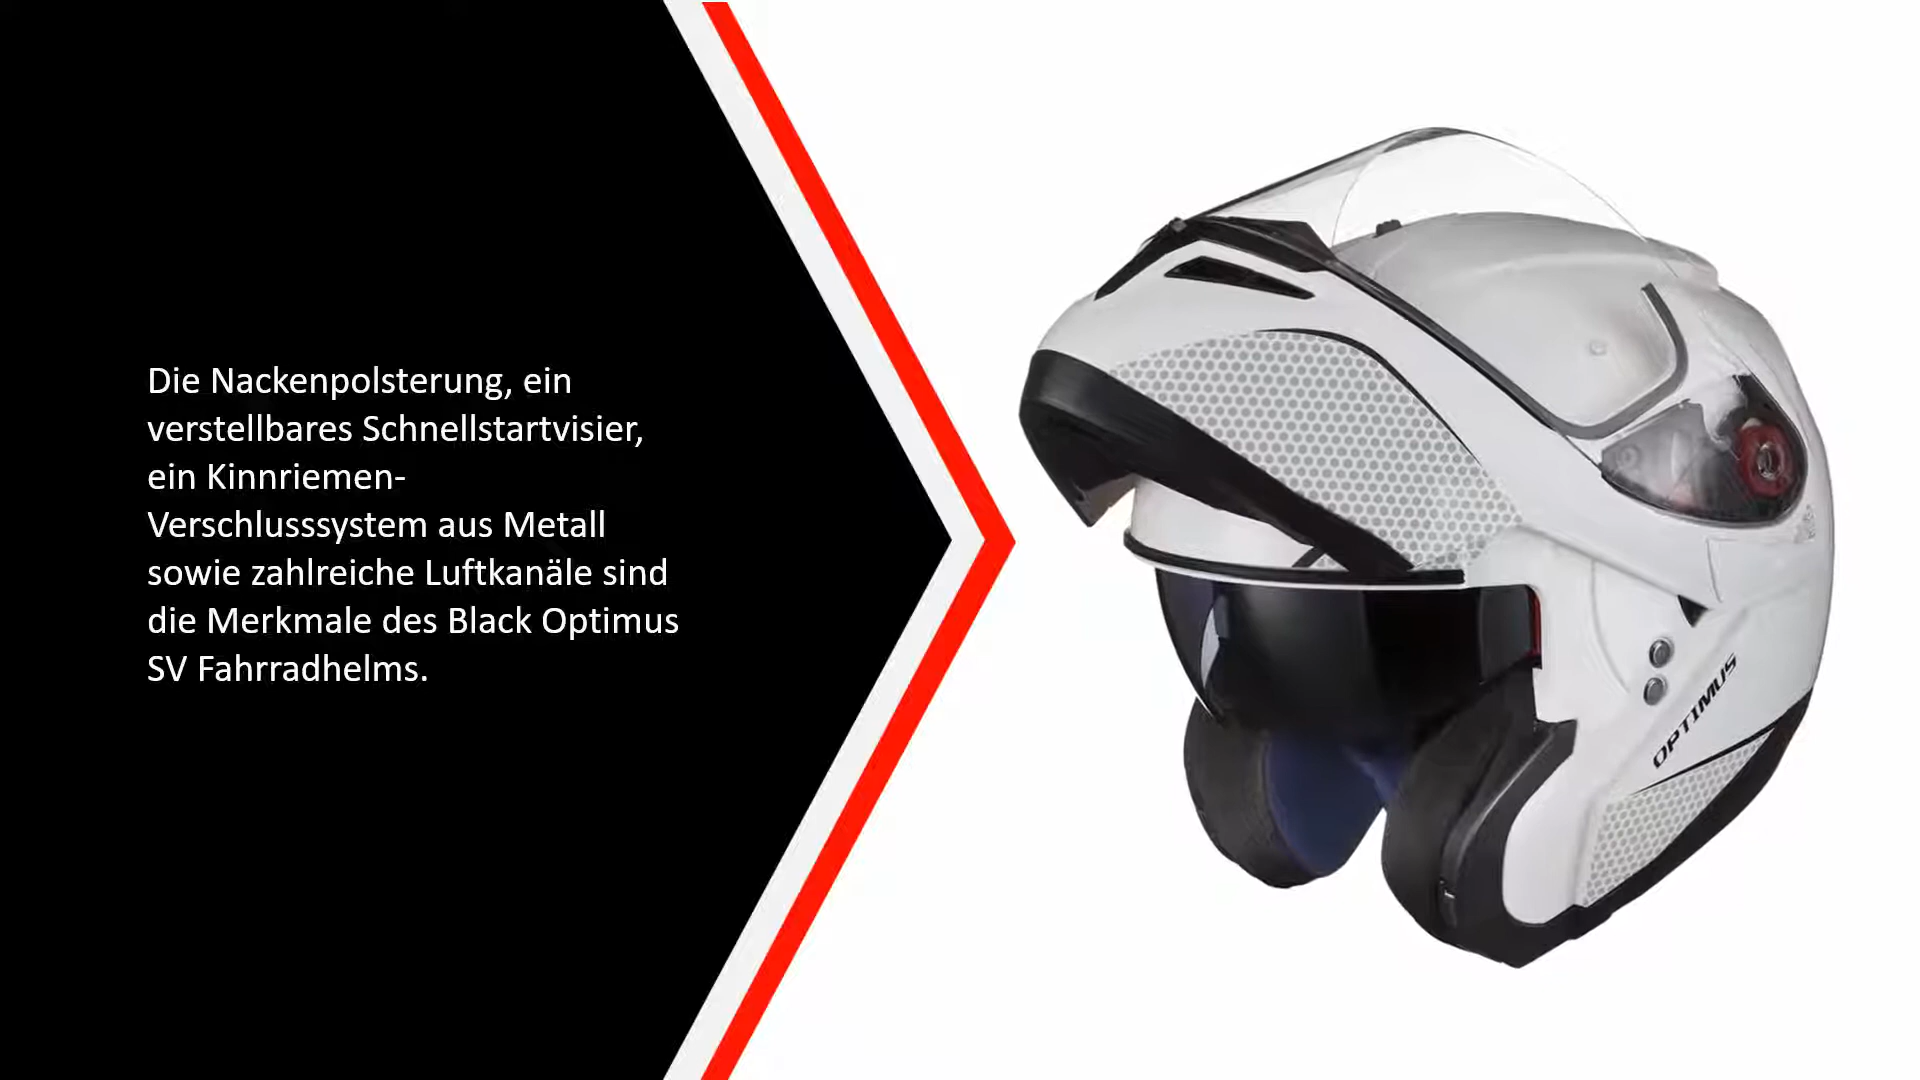 Die Nackenpolsterung, ein
verstellbares Schnellstartvisier,
ein Kinnriemen-
Verschlusssystem aus Metall
sowie zahlreiche Luftkanäle sind
die Merkmale des Black Optimus
SV Fahrradhelms.
OPTIMUS